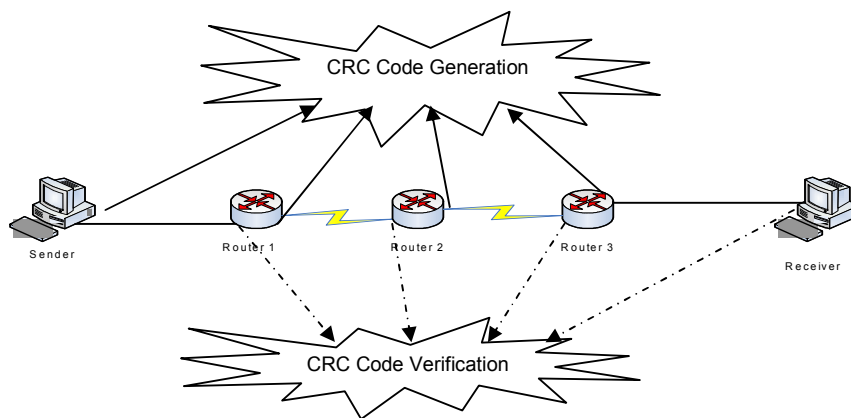 CRC Code Generation
Sender
Router 1
Router 2
Router 3
Receiver
CRC Code Verification